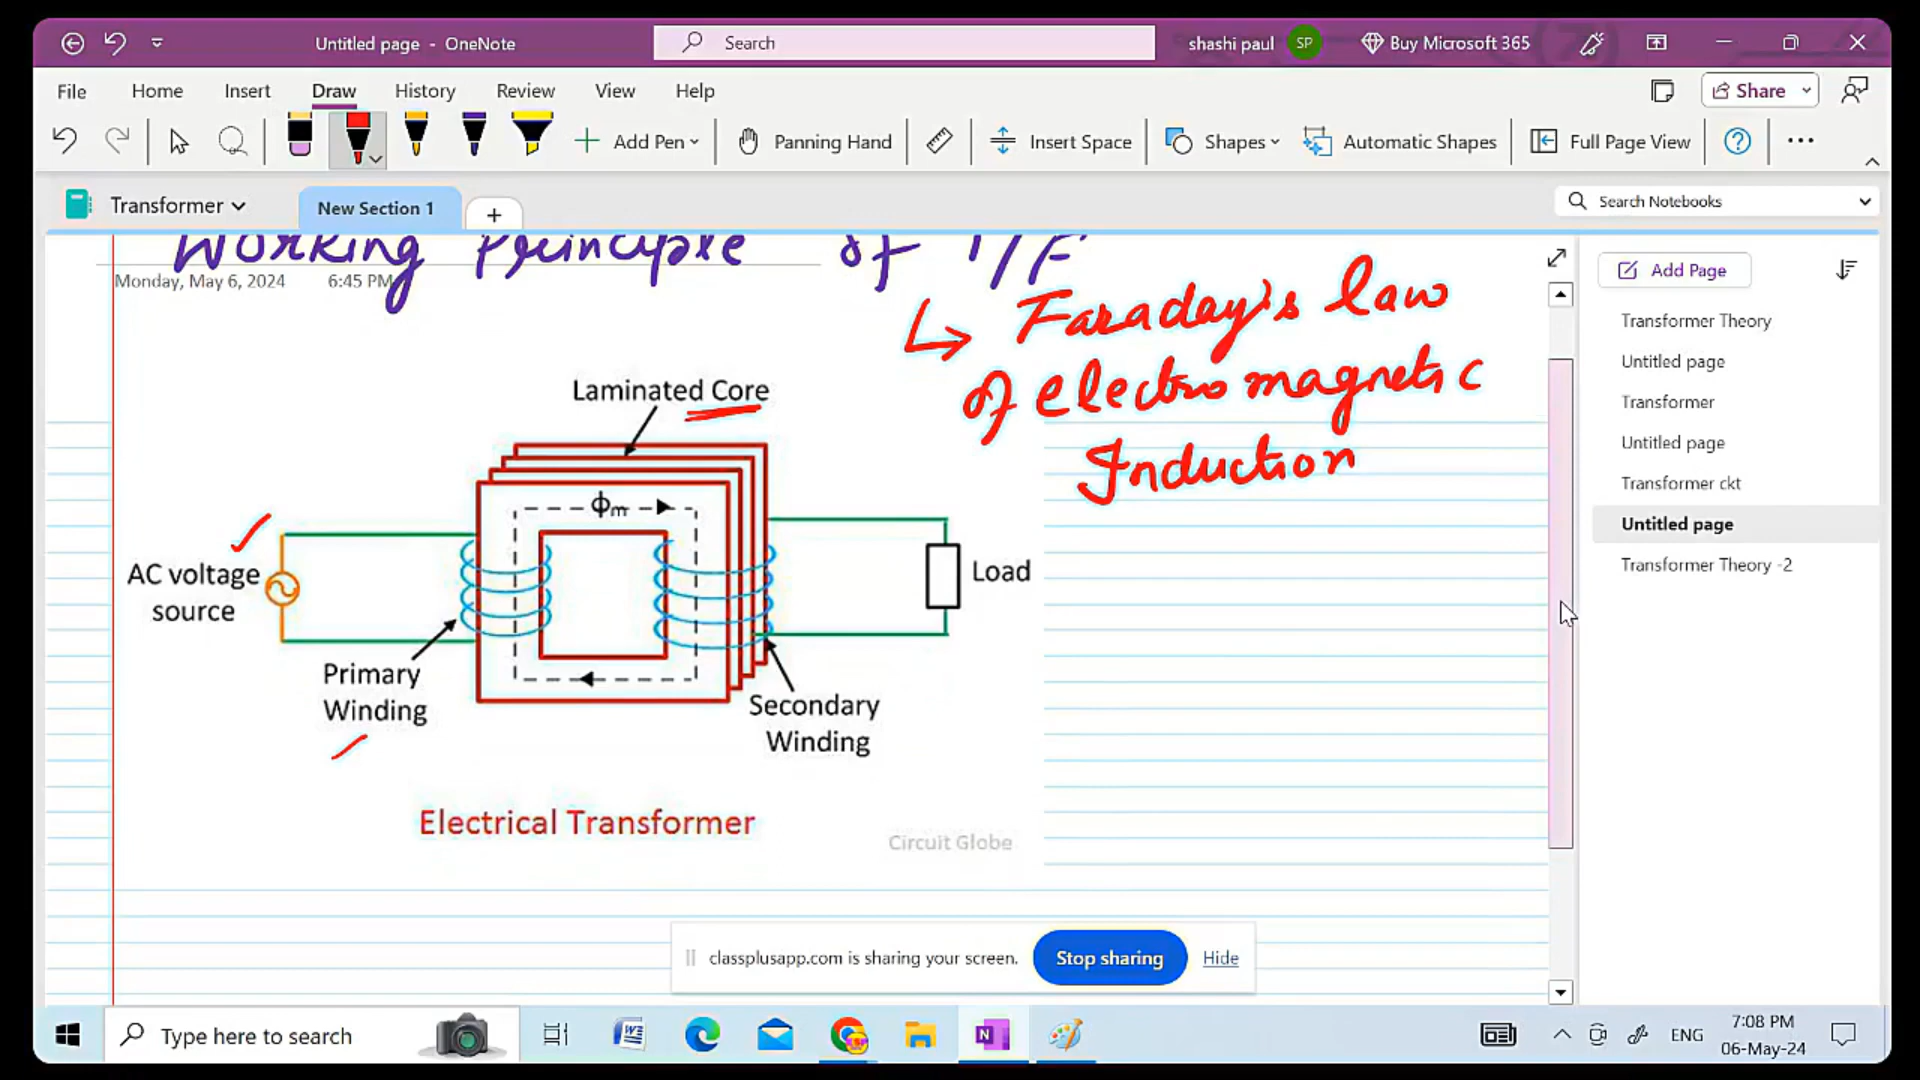 Untitled page - OneNote
Search
shashi paul SP
Buy Microsoft 365
File Home Insert Draw History Review View Help
Share
Add Pen
Panning Hand
Insert Space
Shapes
Automatic Shapes
Full Page View
Transformer
New Section 1
Search Notebooks
Working Principle of T/F
Monday, May 6, 2024 6:45 PM
Faraday's law
of electromagnetic
Induction
Laminated Core
ϕm
AC voltage
source
Load
Primary
Winding
Secondary
Winding
Electrical Transformer
Circuit Globe
Add Page
Transformer Theory
Untitled page
Transformer
Untitled page
Transformer ckt
Untitled page
Transformer Theory -2
classplusapp.com is sharing your screen.
Stop sharing
Hide
Type here to search
ENG
7:08 PM
06-May-24